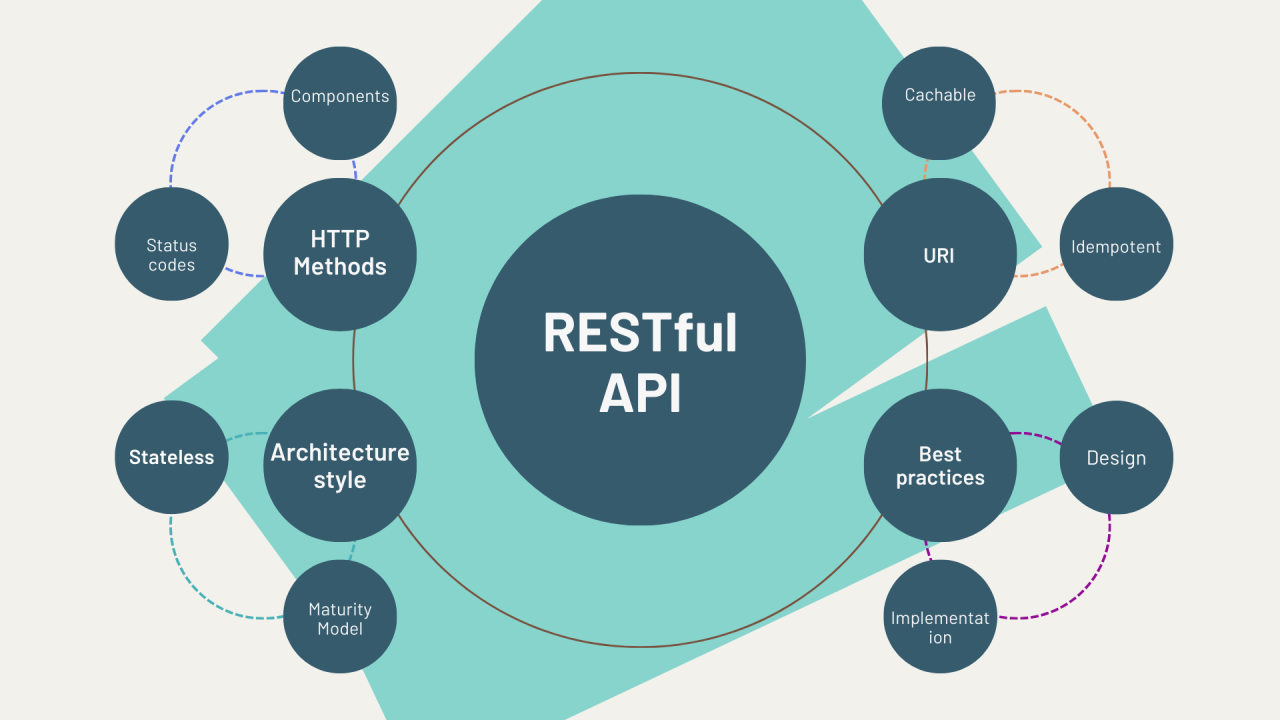 RESTful
API
Components
HTTP
Methods
Status
codes
Cachable
URI
Idempotent
Stateless
Architecture
style
Maturity
Model
Best
practices
Design
Implementat
ion